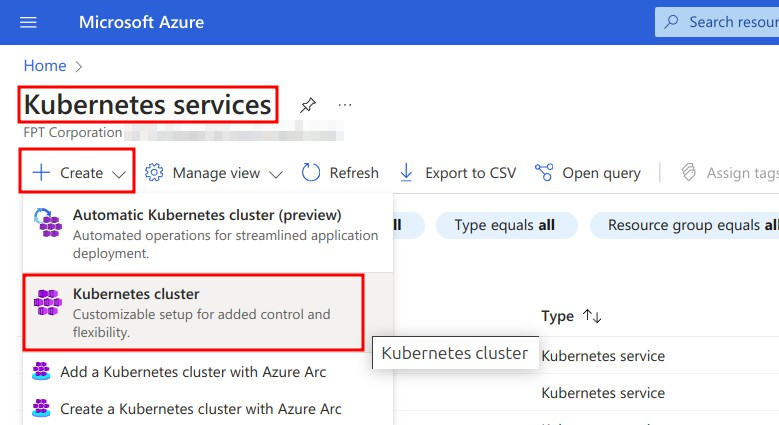 Microsoft Azure
Search resour
Home >
Kubernetes services
...
FPT Corporation
+ Create
Manage view
Refresh
Export to CSV
Open query
Assign tags
Automatic Kubernetes cluster (preview)
Automated operations for streamlined application
deployment.
Kubernetes cluster
Customizable setup for added control and
flexibility.
Add a Kubernetes cluster with Azure Arc
Create a Kubernetes cluster with Azure Arc
all
Type equals all
Resource group equals all
Type ↑↓
Kubernetes cluster
Kubernetes service
Kubernetes service